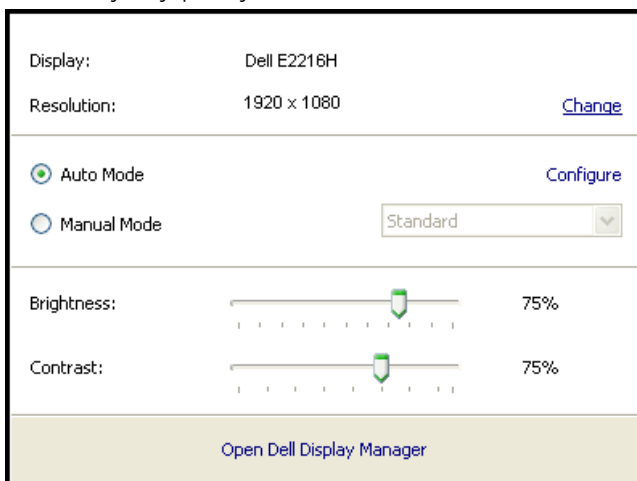 Display: Dell E2216H
Resolution: 1920 x 1080 Change
Auto Mode Configure
Manual Mode Standard
Brightness: 75%
Contrast: 75%
Open Dell Display Manager